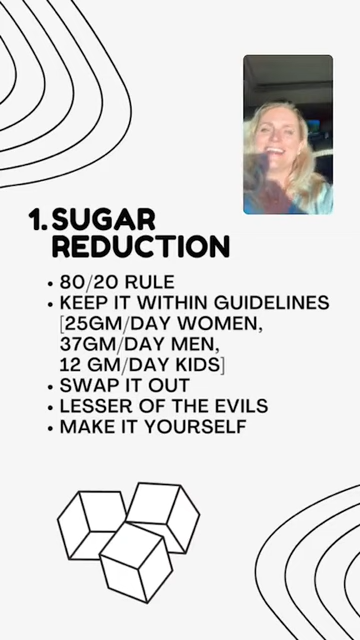 1. SUGAR
REDUCTION
• 80/20 RULE
• KEEP IT WITHIN GUIDELINES
[25GM/DAY WOMEN,
37GM/DAY MEN,
12 GM/DAY KIDS]
• SWAP IT OUT
• LESSER OF THE EVILS
• MAKE IT YOURSELF